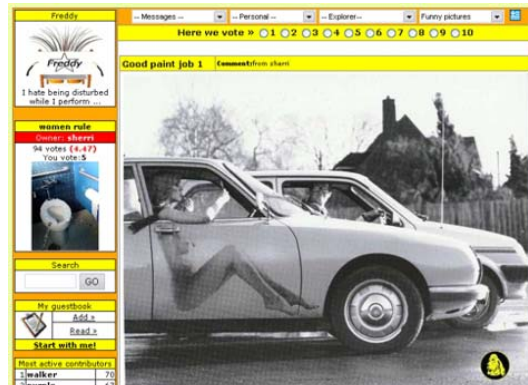 Freddy
Freddy
I hate being disturbed
while I perform ...
women rule
Owner: sherri
94 votes (4.47)
You vote:5
Search
GO
My guestbook
Add »
Read »
Start with me!
Most active contributors
1 walker 70
-- Messages --
-- Personal --
-- Explorer--
Funny pictures
Here we vote » 1 2 3 4 5 6 7 8 9 10
Good paint job 1
Comment:from sherri